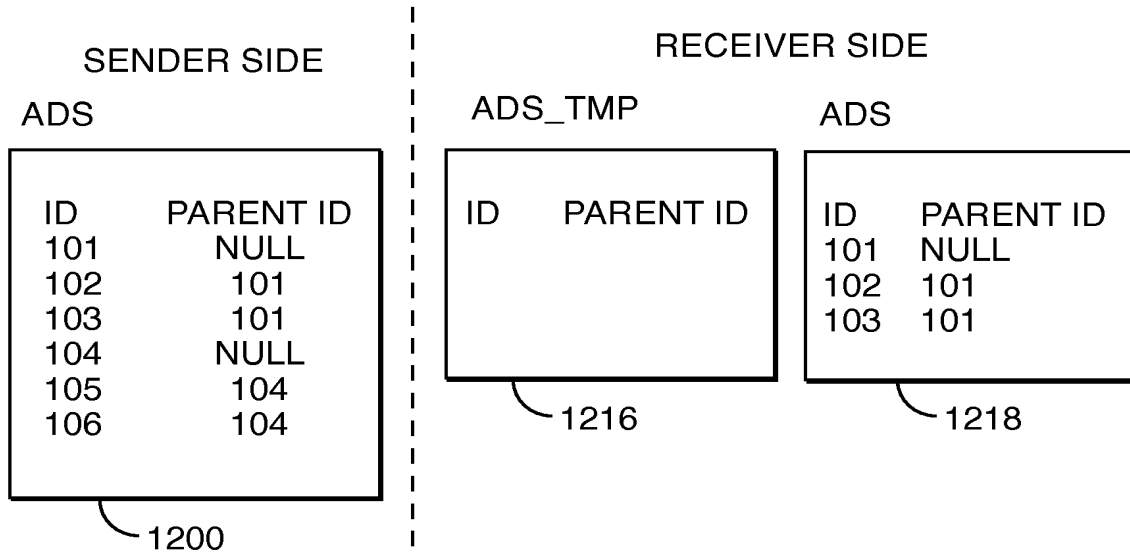 SENDER SIDE
ADS
ID PARENT ID
101 NULL
102 101
103 101
104 NULL
105 104
106 104
1200
RECEIVER SIDE
ADS_TMP
ID PARENT ID
1216
ADS
ID PARENT ID
101 NULL
102 101
103 101
1218